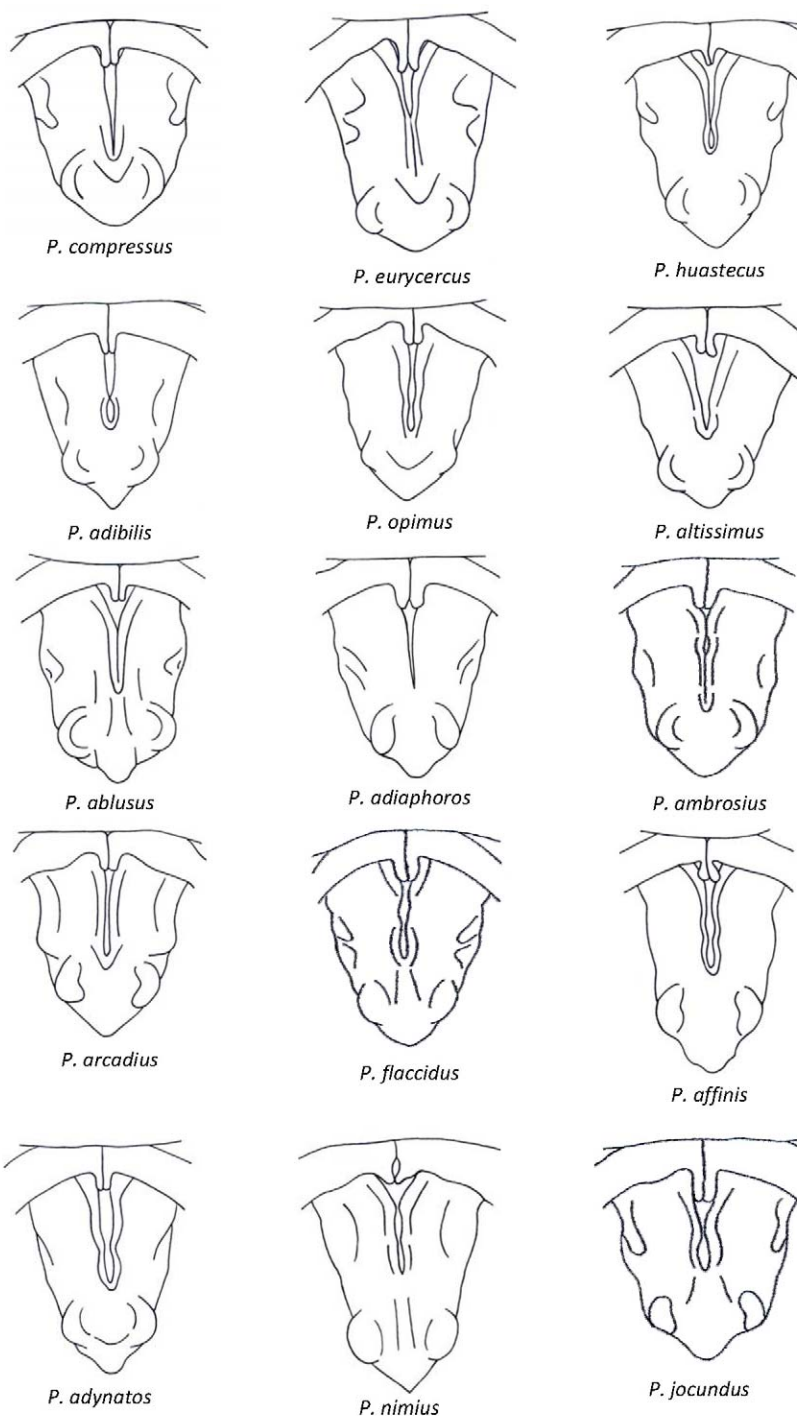 P. compressus
P. eurycercus
P. huastecus
P. adibilis
P. opimus
P. altissimus
P. ablusus
P. adiaphoros
P. ambrosius
P. arcadius
P. flaccidus
P. affinis
P. adynatos
P. nimius
P. jocundus